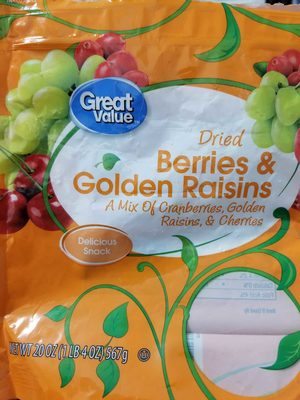 Great
Value
Dried
Berries &
Golden Raisins
A Mix Of Cranberries, Golden
Raisins, & Cherries
Delicious
Snack
NET WT 20 OZ (1 LB 4 OZ) 567g